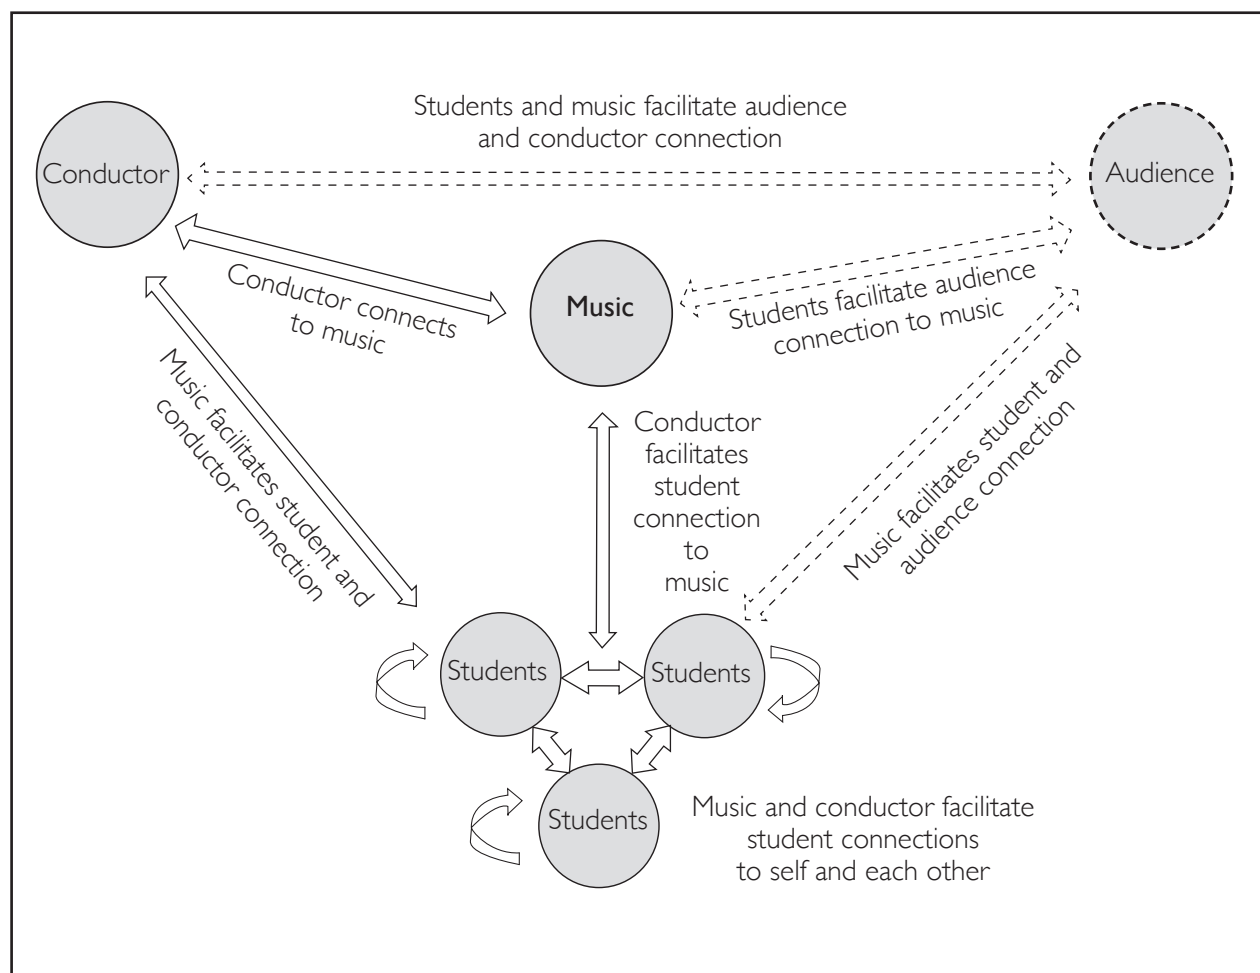 Students and music facilitate audience
and conductor connection
Conductor
Audience
Music
Conductor connects
to music
Students facilitate audience
connection to music
Music facilitates student and
conductor connection
Conductor
facilitates
student
connection
to
music
Music facilitates student and
audience connection
Students
Students
Students
Music and conductor facilitate
student connections
to self and each other